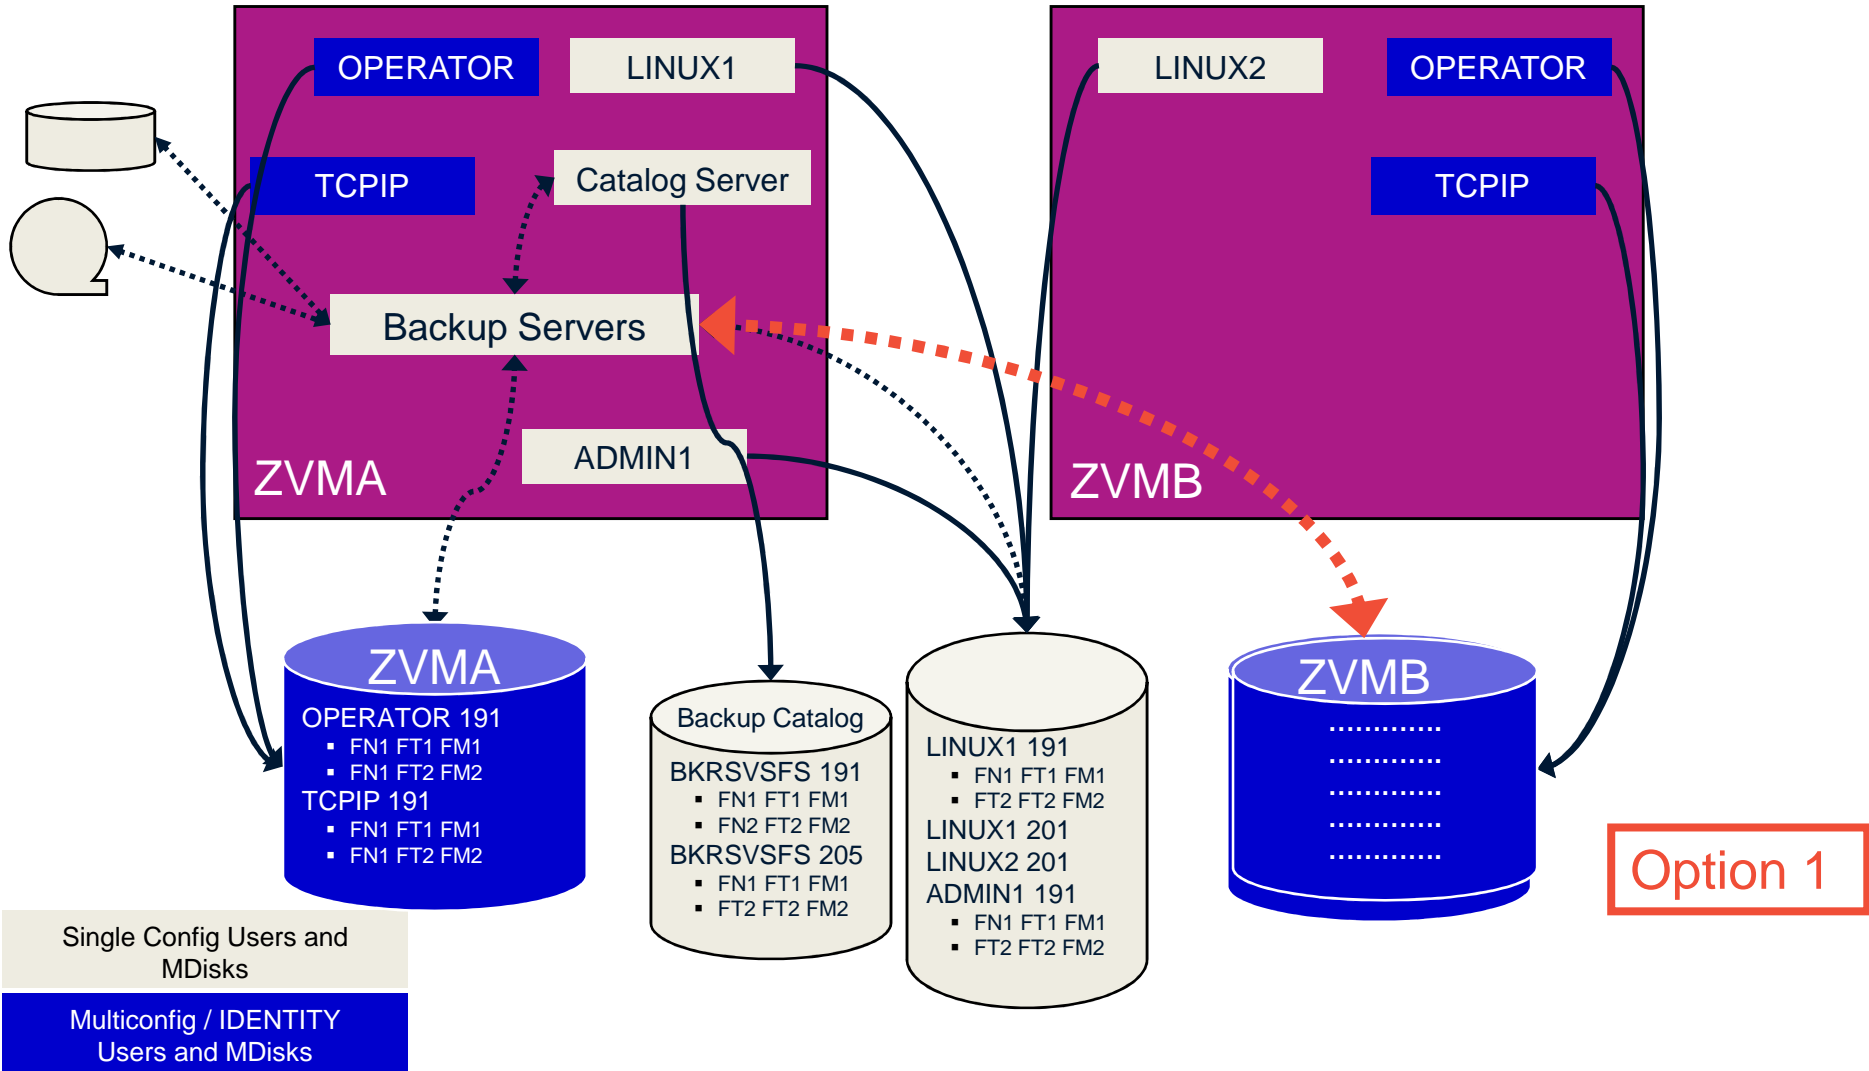 OPERATOR
LINUX1
TCPIP
Catalog Server
Backup Servers
ADMIN1
ZVMA
LINUX2
OPERATOR
TCPIP
ZVMB
ZVMA
OPERATOR 191
▪ FN1 FT1 FM1
▪ FN1 FT2 FM2
TCPIP 191
▪ FN1 FT1 FM1
▪ FN1 FT2 FM2
Backup Catalog
BKRSVSFS 191
▪ FN1 FT1 FM1
▪ FN2 FT2 FM2
BKRSVSFS 205
▪ FN1 FT1 FM1
▪ FT2 FT2 FM2
LINUX1 191
▪ FN1 FT1 FM1
▪ FT2 FT2 FM2
LINUX1 201
LINUX2 201
ADMIN1 191
▪ FN1 FT1 FM1
▪ FT2 FT2 FM2
ZVMB
.............
.............
.............
.............
.............
Option 1
Single Config Users and
MDisks
Multiconfig / IDENTITY
Users and MDisks